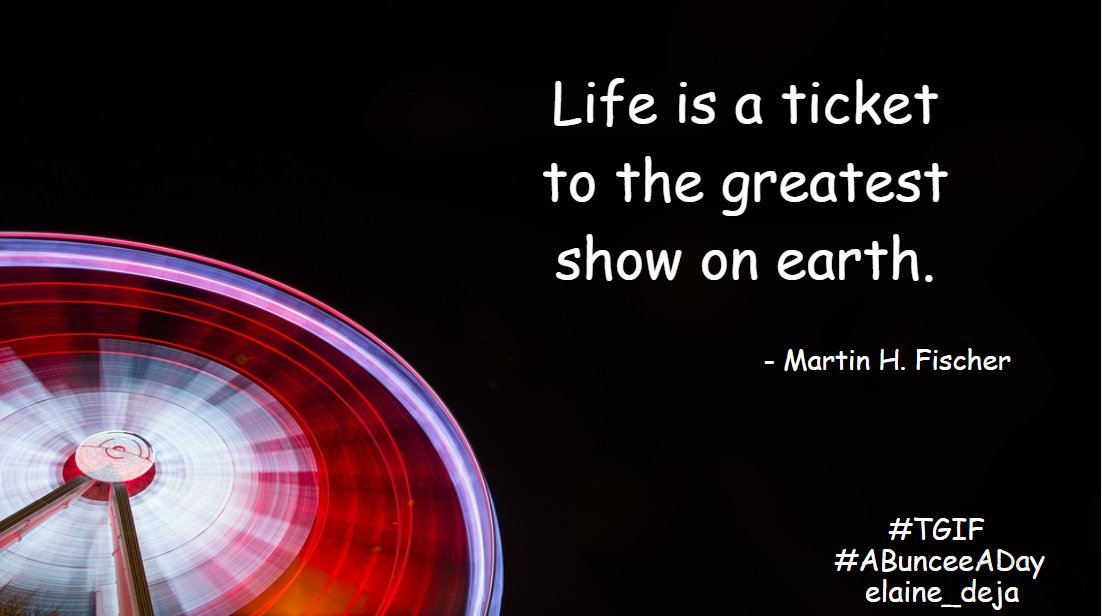 Life is a ticket
to the greatest
show on earth.
- Martin H. Fischer
#TGIF
#ABunceeADay
elaine_deja